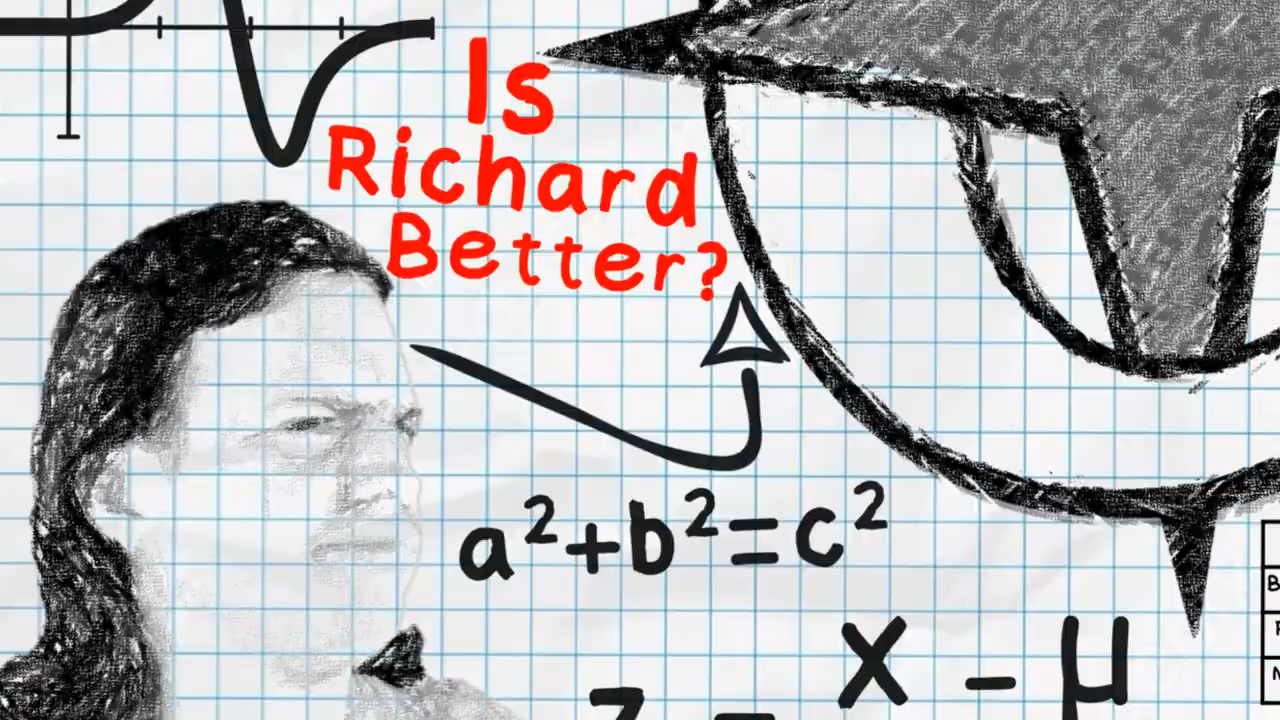 Is
Richard
Better?
a²+b²=c²
x - μ